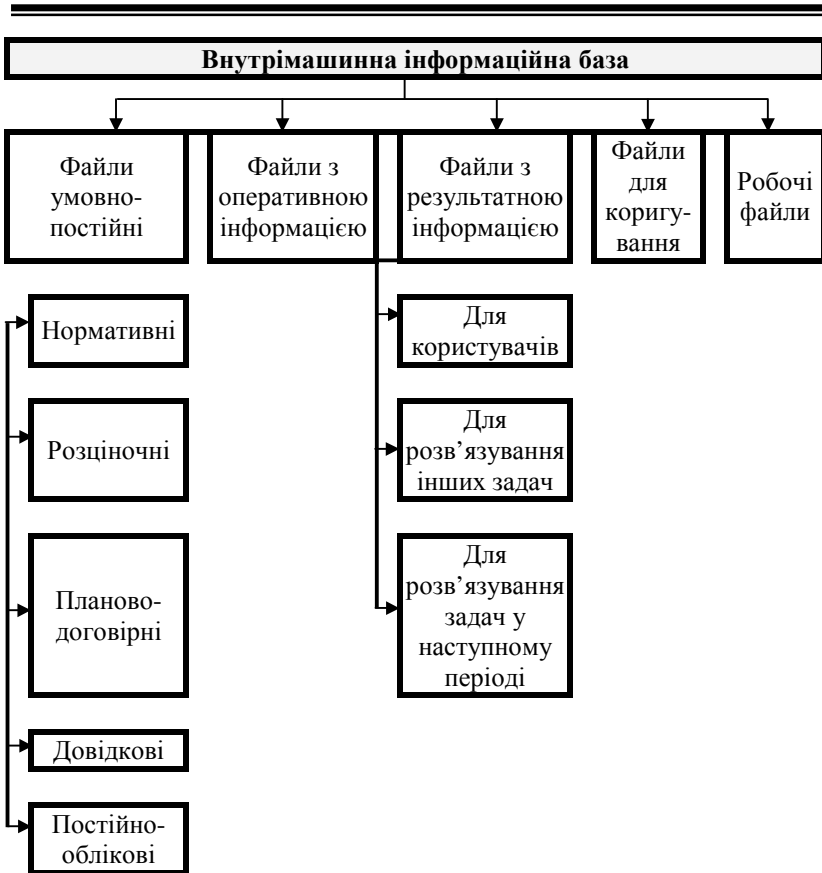 Внутрімашинна інформаційна база
Файли
умовно-
постійні
Файли з
оперативною
інформацією
Файли з
результатною
інформацією
Файли
для
коригу-
вання
Робочі
файли
Нормативні
Розціночні
Планово-
договірні
Довідкові
Постійно-
облікові
Для
користувачів
Для
розв’язування
інших задач
Для
розв’язування
задач у
наступному
періоді